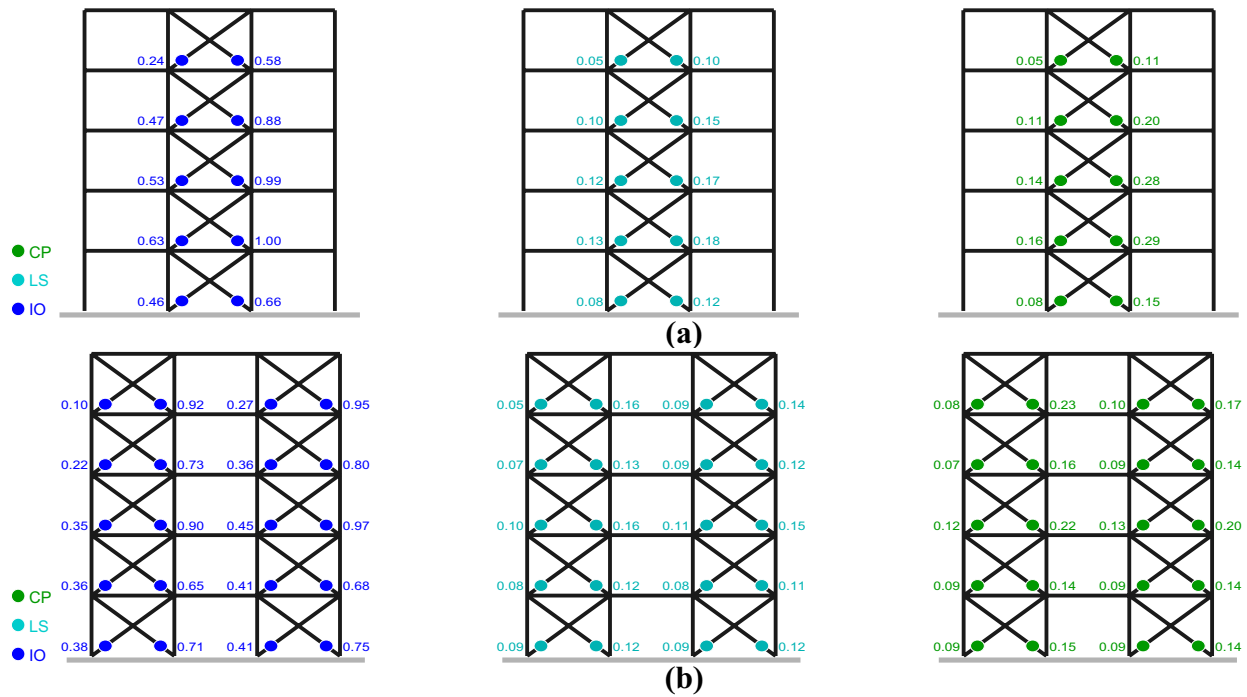 0.24 0.58 0.05 0.10 0.05 0.11
0.47 0.88 0.10 0.15 0.11 0.20
0.53 0.99 0.12 0.17 0.14 0.28
0.63 1.00 0.13 0.18 0.16 0.29
CP
LS
IO
0.46 0.66 0.08 0.12 0.08 0.15
(a)
0.10 0.92 0.27 0.95 0.05 0.16 0.09 0.14 0.08 0.23 0.10 0.17
0.22 0.73 0.36 0.80 0.07 0.13 0.09 0.12 0.07 0.16 0.09 0.14
0.35 0.90 0.45 0.97 0.10 0.16 0.11 0.15 0.12 0.22 0.13 0.20
0.36 0.65 0.41 0.68 0.08 0.12 0.08 0.11 0.09 0.14 0.09 0.14
CP
LS
IO
0.38 0.71 0.41 0.75 0.09 0.12 0.09 0.12 0.09 0.15 0.09 0.14
(b)